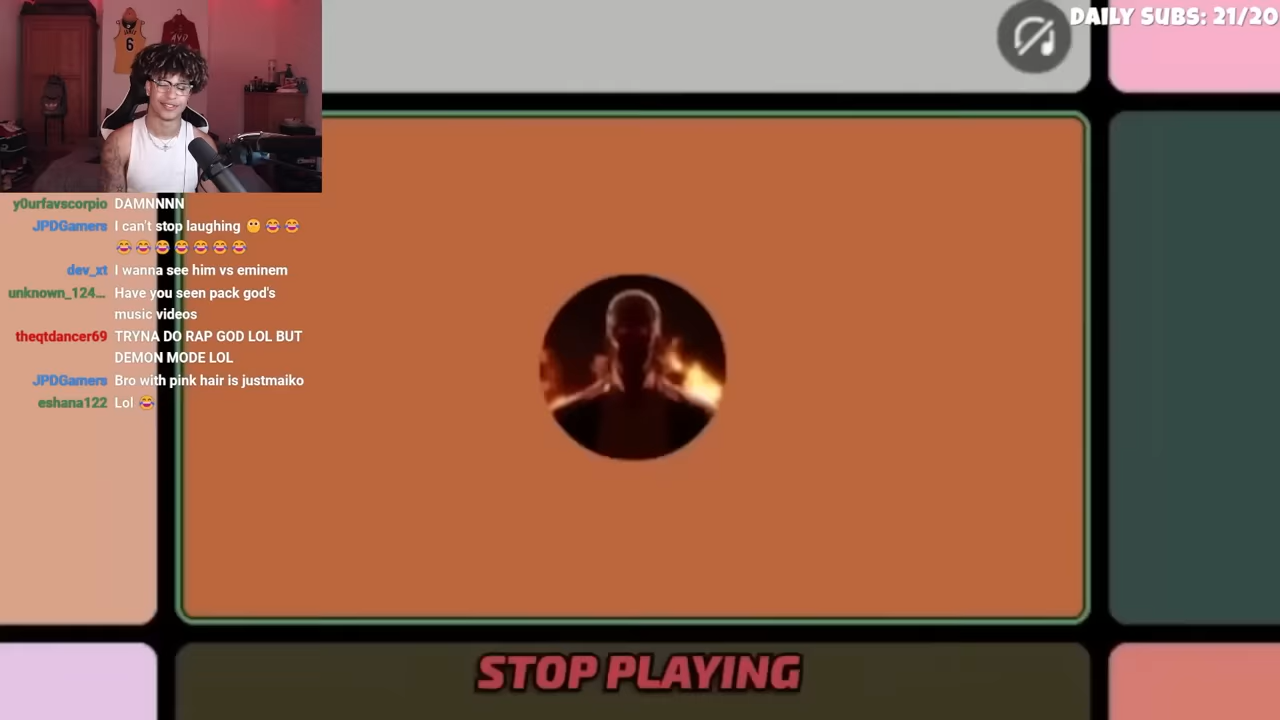 DAILY SUBS: 21/20
6
y0urfavscorpio DAMNNNN
JPDGamers I can't stop laughing 😬 😂 😂
😂 😂 😂 😂 😂 😂 😂
dev_xt I wanna see him vs eminem
unknown_124... Have you seen pack god's
music videos
theqtdancer69 TRYNA DO RAP GOD LOL BUT
DEMON MODE LOL
JPDGamers Bro with pink hair is justmaiko
eshana122 Lol 😂
STOP PLAYING